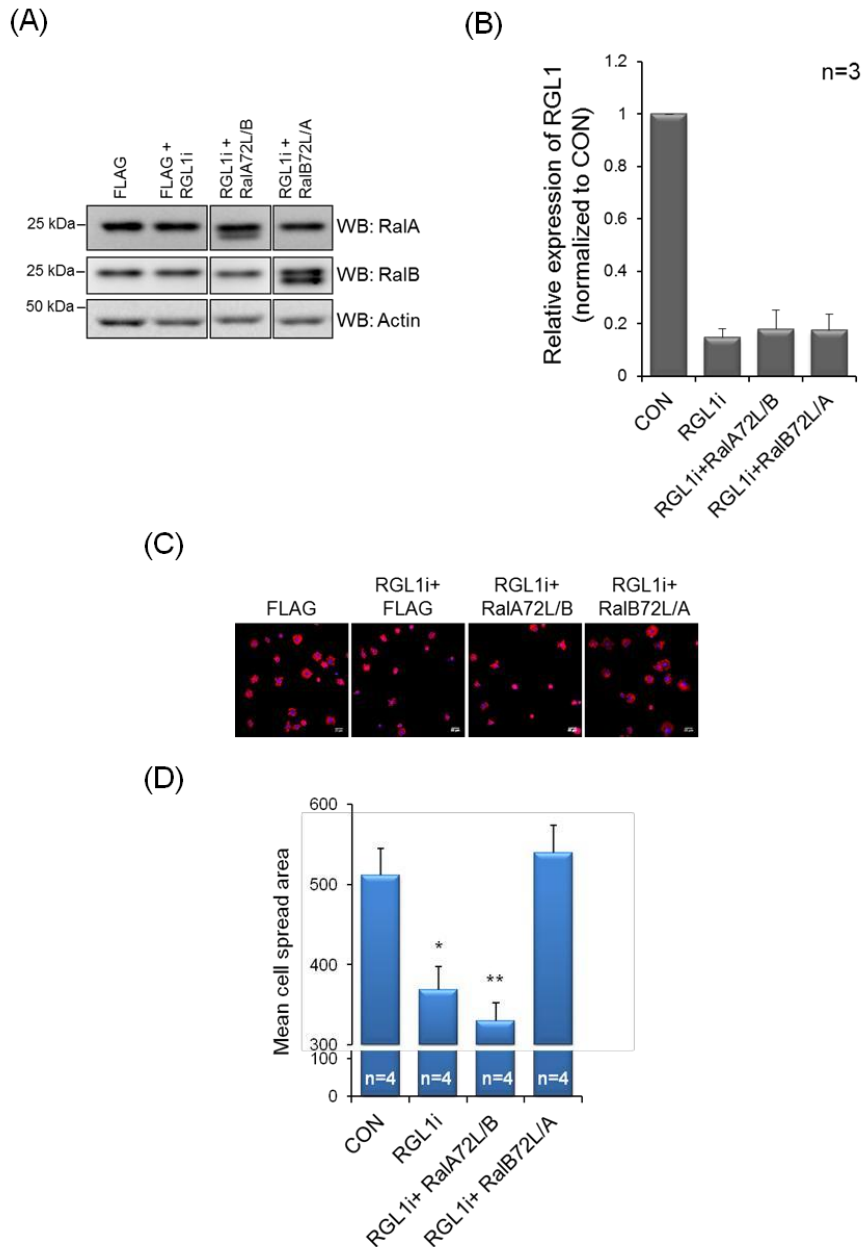 (A)
FLAG
FLAG +
RGL1i
RGL1i +
RalA72L/B
RGL1i +
RalB72L/A
25 kDa
WB: RalA
25 kDa
WB: RalB
50 kDa
WB: Actin
(B)
n=3
Relative expression of RGL1
(normalized to CON)
1.2
1
0.8
0.6
0.4
0.2
0
CON
RGL1i
RGL1i+RalA72L/B
RGL1i+RalB72L/A
(C)
FLAG
RGL1i+
FLAG
RGL1i+
RalA72L/B
RGL1i+
RalB72L/A
(D)
Mean cell spread area
600
500
400
300
100
0
*
**
n=4
n=4
n=4
n=4
CON
RGL1i
RGL1i+ RalA72L/B
RGL1i+ RalB72L/A